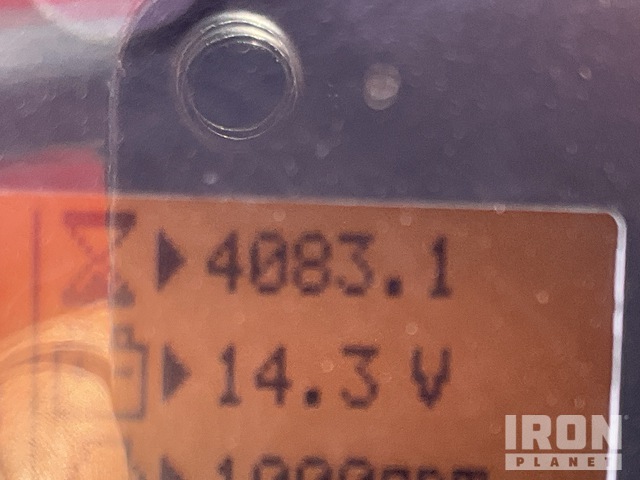 4083.1
14.3 V
IRON
PLANET